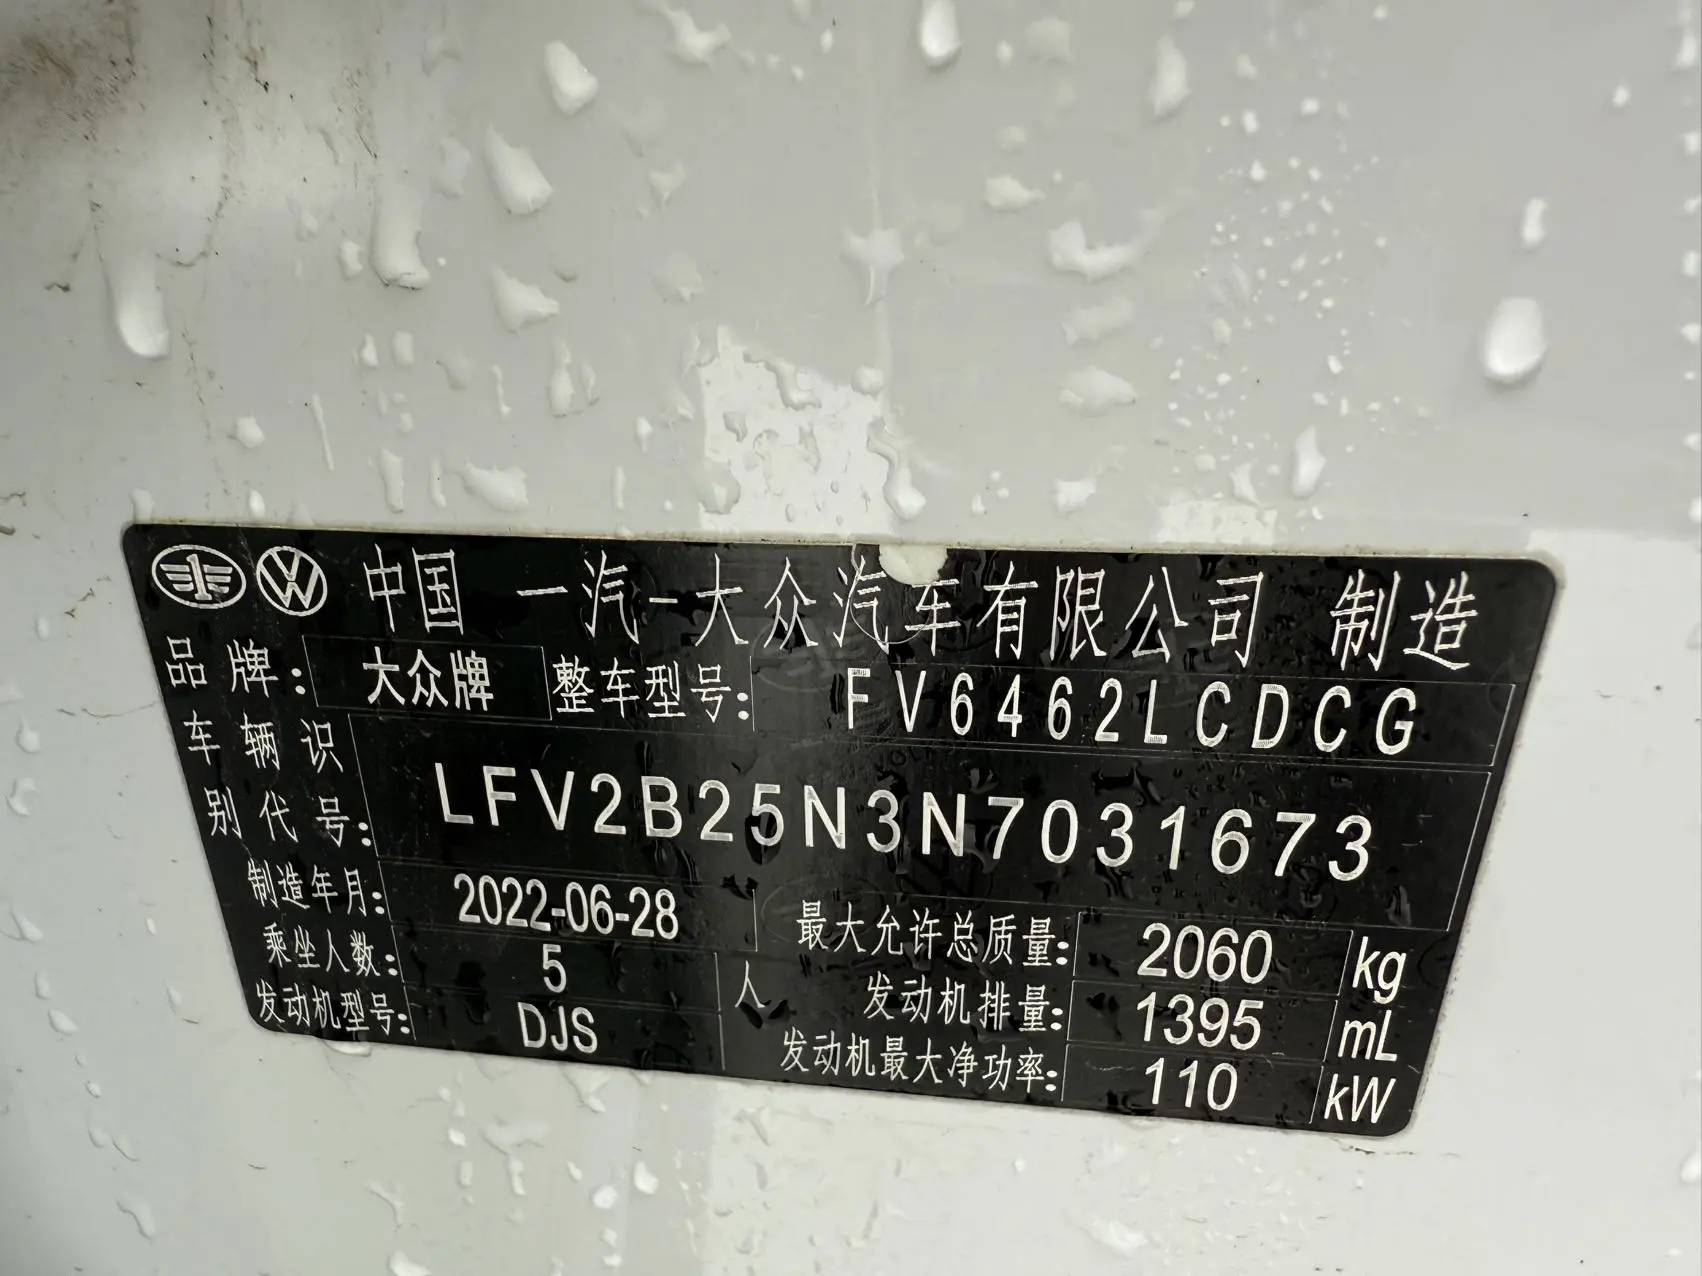 中国 一汽-大众汽车有限公司 制造
品牌: 大众牌 整车型号: FV6462LCDCG
车辆识别代号: LFV2B25N3N7031673
制造年月: 2022-06-28 最大允许总质量: 2060 kg
乘坐人数: 5 人 发动机排量: 1395 mL
发动机型号: DJS 发动机最大净功率: 110 kW